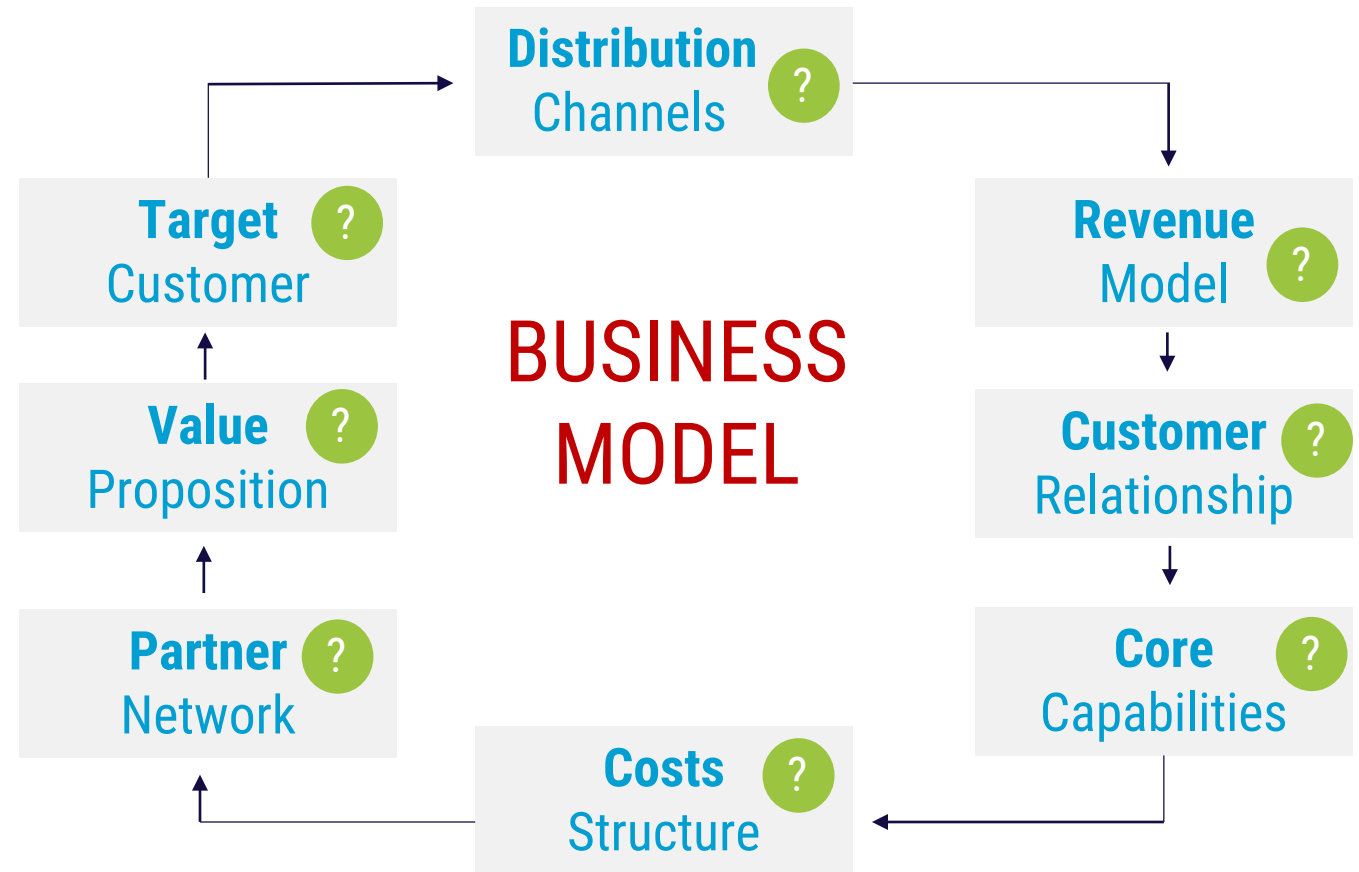 Distribution
Channels
?
Target
Customer
?
Revenue
Model
?
BUSINESS
MODEL
Value
Proposition
?
Customer
Relationship
?
Partner
Network
?
Core
Capabilities
?
Costs
Structure
?